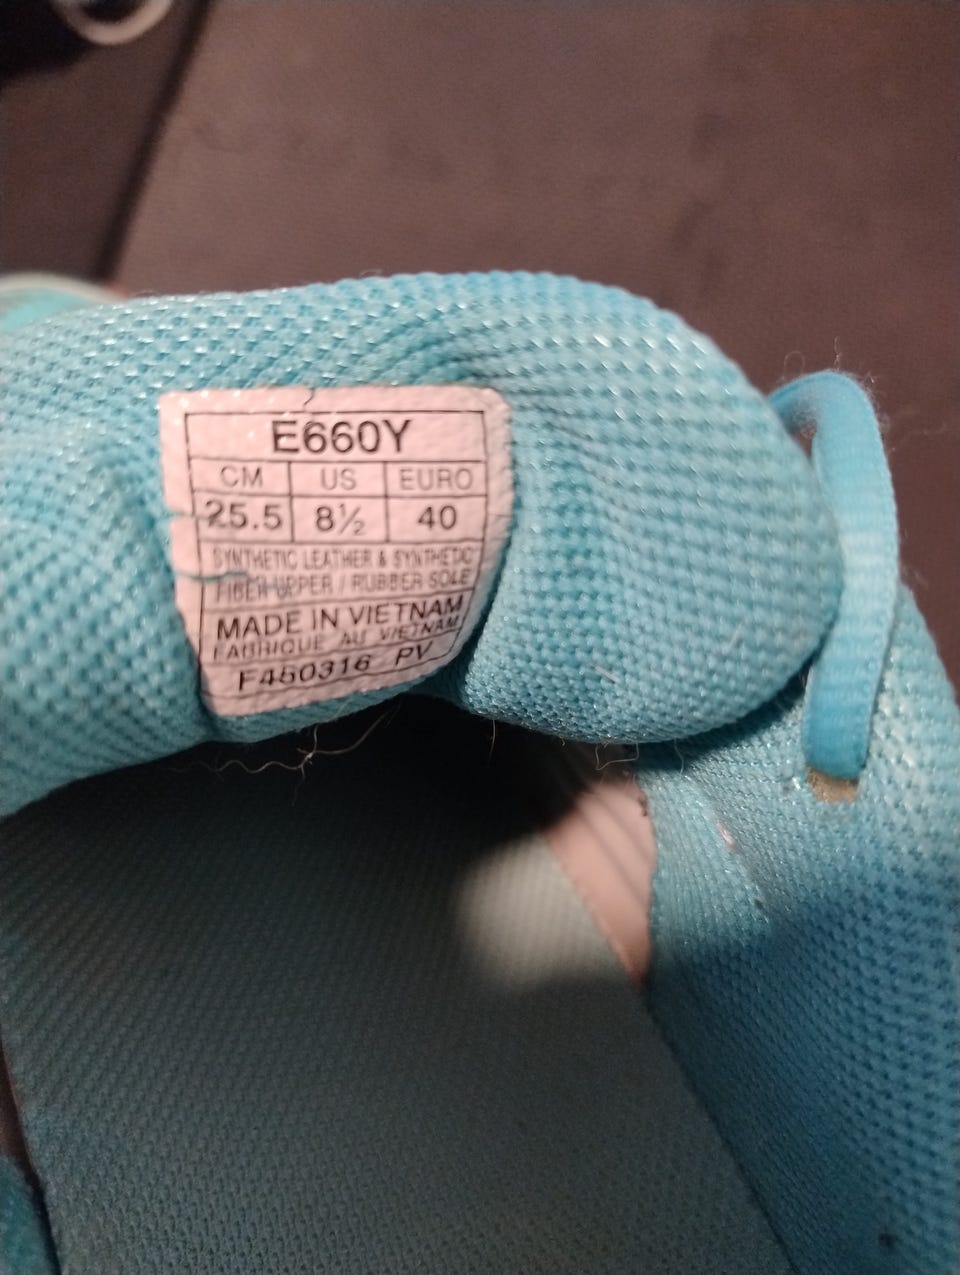 E660Y
CM US EURO
25.5 8½ 40
SYNTHETIC LEATHER & SYNTHETIC
FIBER UPPER / RUBBER SOLE
MADE IN VIETNAM
FABRIQUE AU VIETNAM
F450316 PV